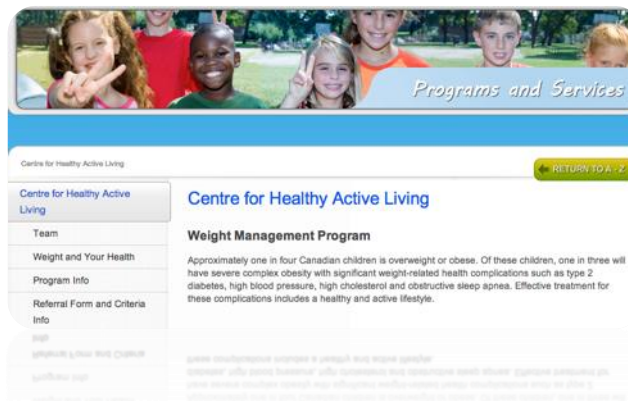 Programs and Services
Centre for Healthy Active Living
RETURN TO A - Z
Centre for Healthy Active
Living
Team
Weight and Your Health
Program Info
Referral Form and Criteria
Info
Centre for Healthy Active Living
Weight Management Program
Approximately one in four Canadian children is overweight or obese. Of these children, one in three will
have severe complex obesity with significant weight-related health complications such as type 2
diabetes, high blood pressure, high cholesterol and obstructive sleep apnea. Effective treatment for
these complications includes a healthy and active lifestyle.